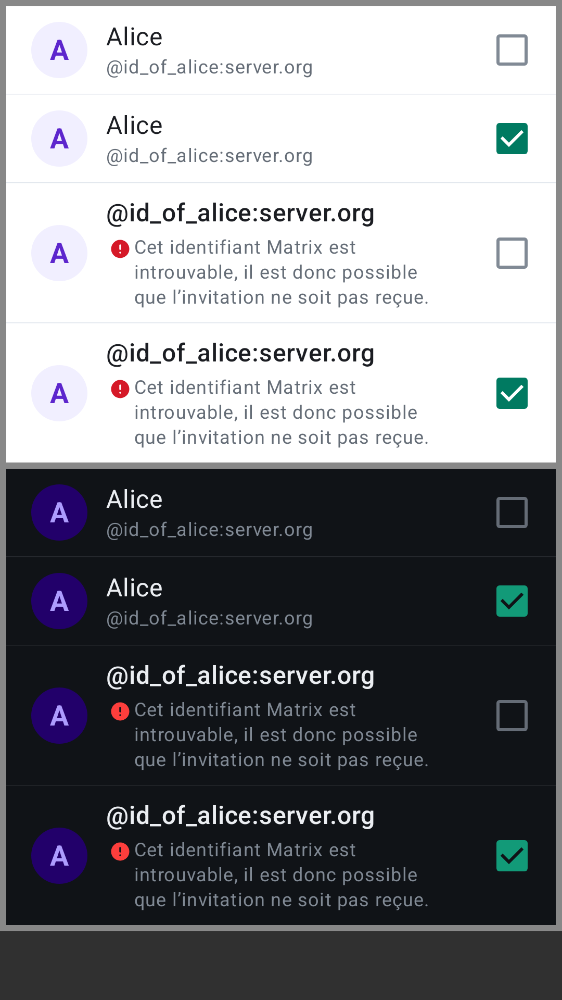 A
Alice
@id_of_alice:server.org
A
Alice
@id_of_alice:server.org
A
@id_of_alice:server.org
Cet identifiant Matrix est
introuvable, il est donc possible
que l’invitation ne soit pas reçue.
A
@id_of_alice:server.org
Cet identifiant Matrix est
introuvable, il est donc possible
que l’invitation ne soit pas reçue.
A
Alice
@id_of_alice:server.org
A
Alice
@id_of_alice:server.org
A
@id_of_alice:server.org
Cet identifiant Matrix est
introuvable, il est donc possible
que l’invitation ne soit pas reçue.
A
@id_of_alice:server.org
Cet identifiant Matrix est
introuvable, il est donc possible
que l’invitation ne soit pas reçue.